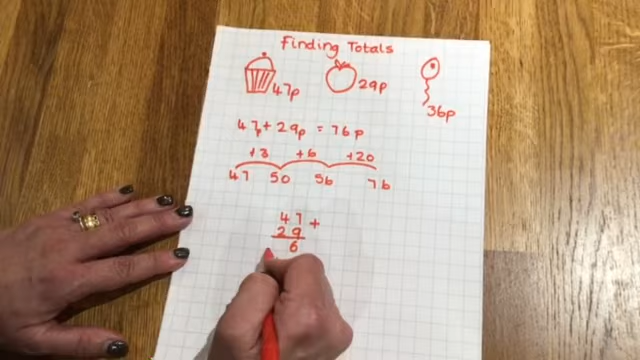 Finding Totals
47p 29p 36p
47p + 29p = 76p
+3 +6 +20
47 50 56 76
47 +
29
6